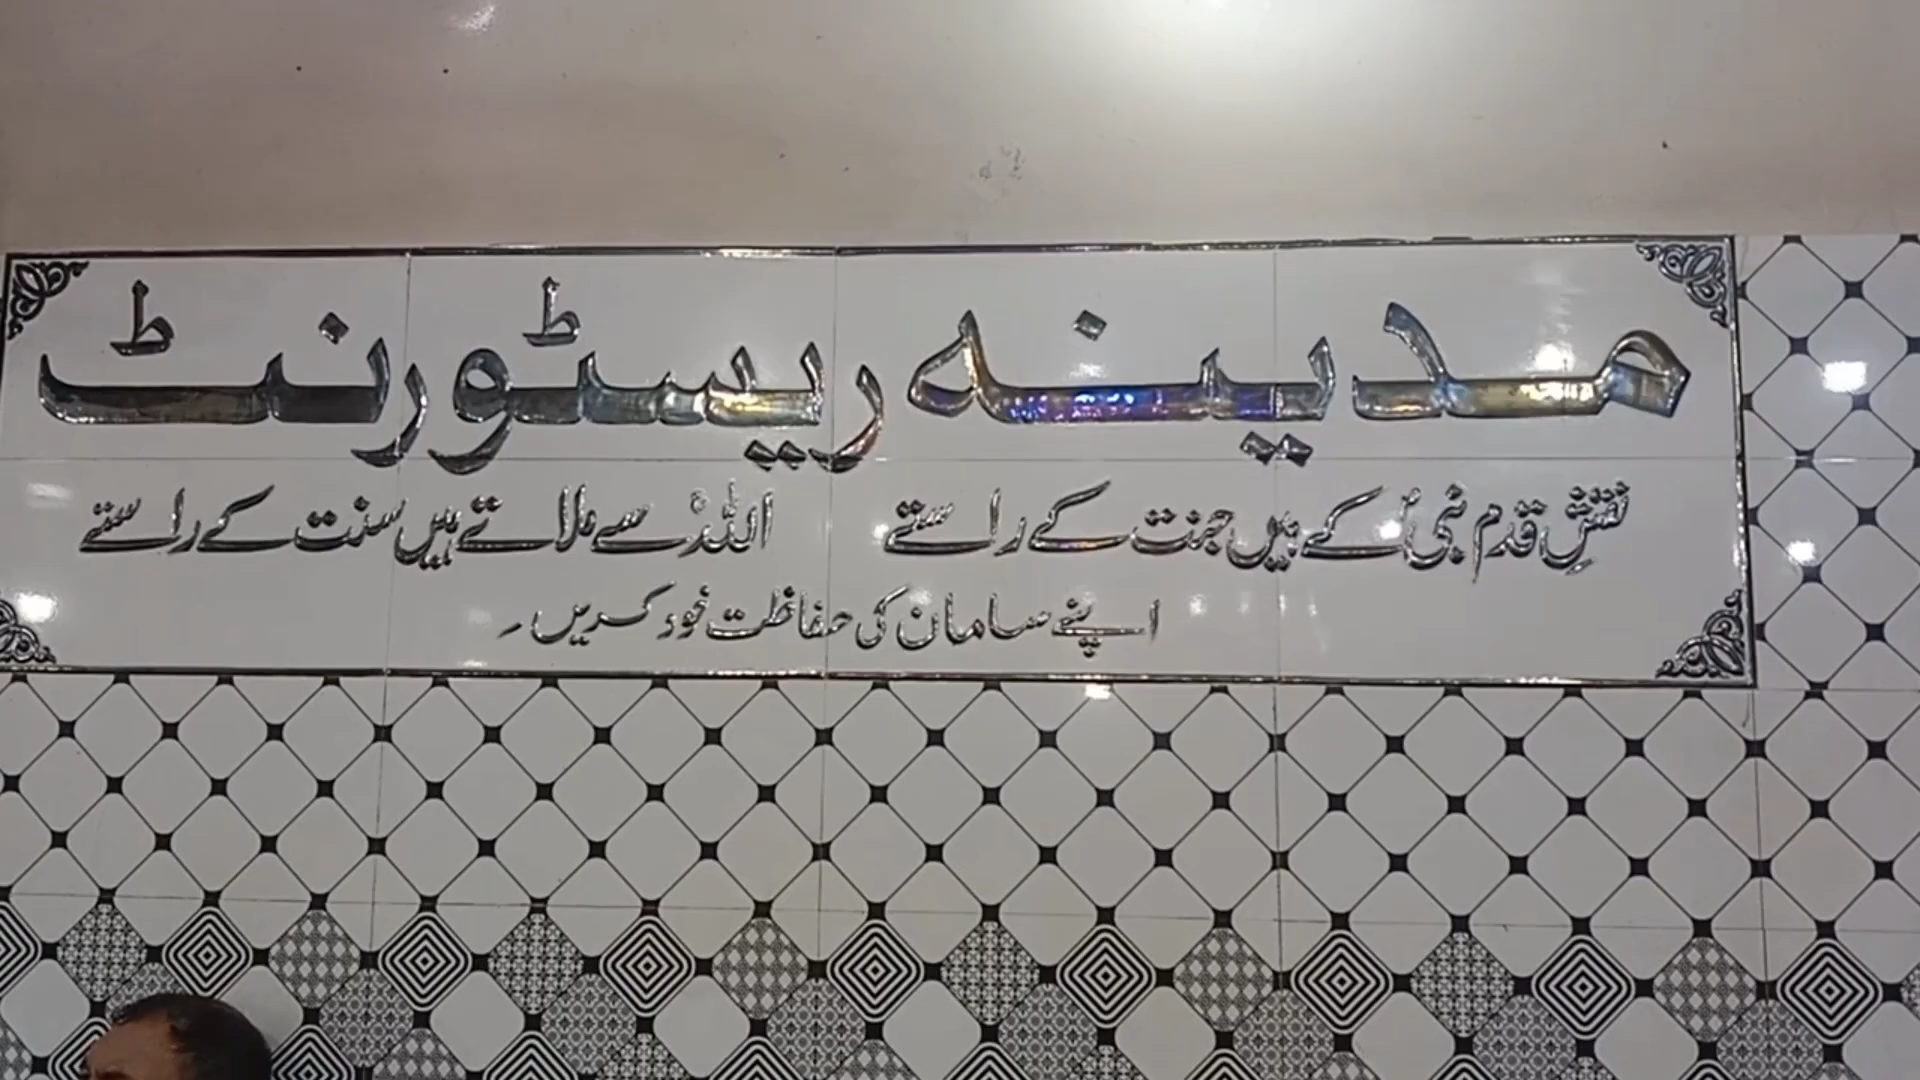 مدینہ ریسٹورنٹ
نقشِ قدم نبیؐ کے ہیں جنت کے راستے اللہؐ سے ملاتے ہیں سنت کے راستے
اپنے سامان کی حفاظت خود کریں ۔